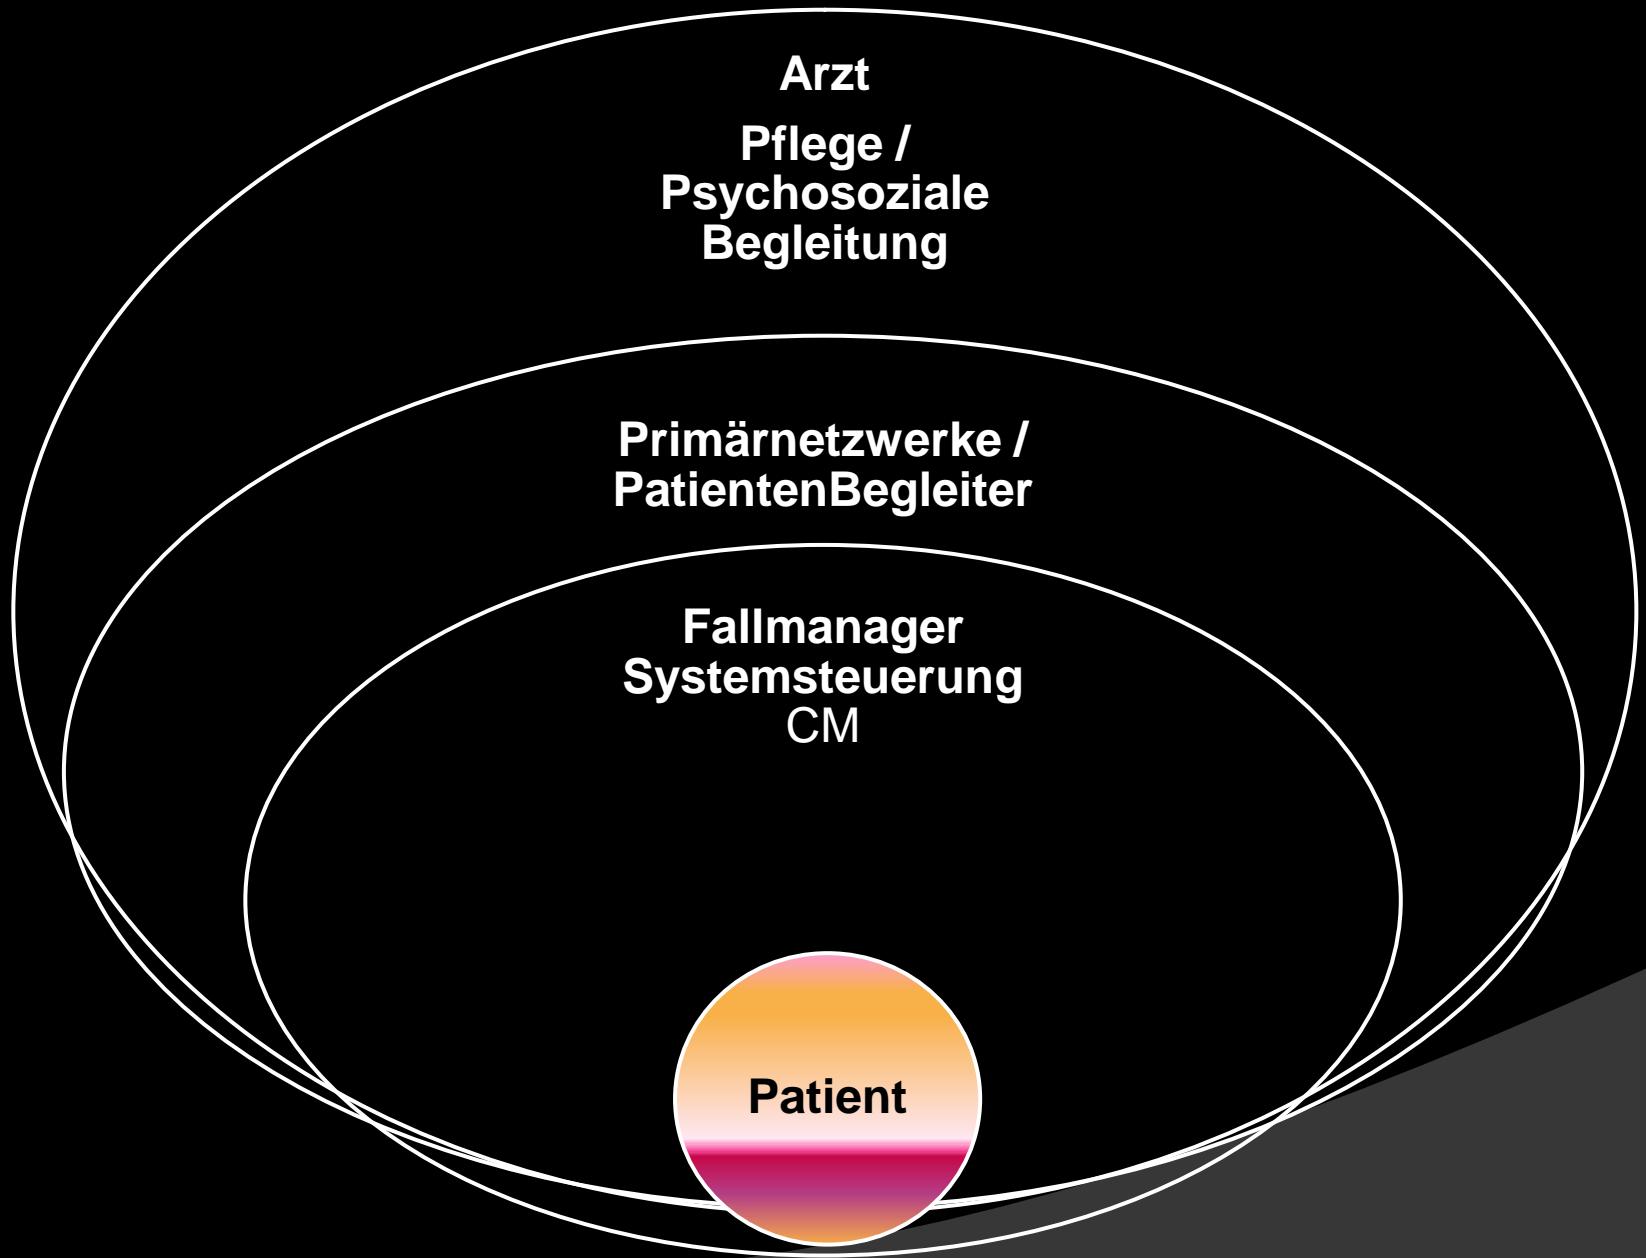 Arzt
Pflege /
Psychosoziale
Begleitung
Primärnetzwerke /
PatientenBegleiter
Fallmanager
Systemsteuerung
CM
Patient